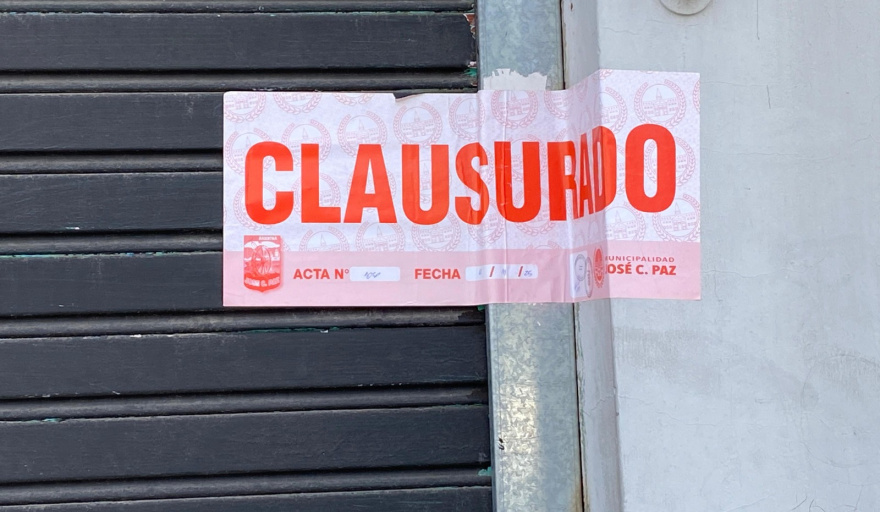 CLAUSURADO
ACTA N° FECHA / /
MUNICIPALIDAD
JOSÉ C. PAZ